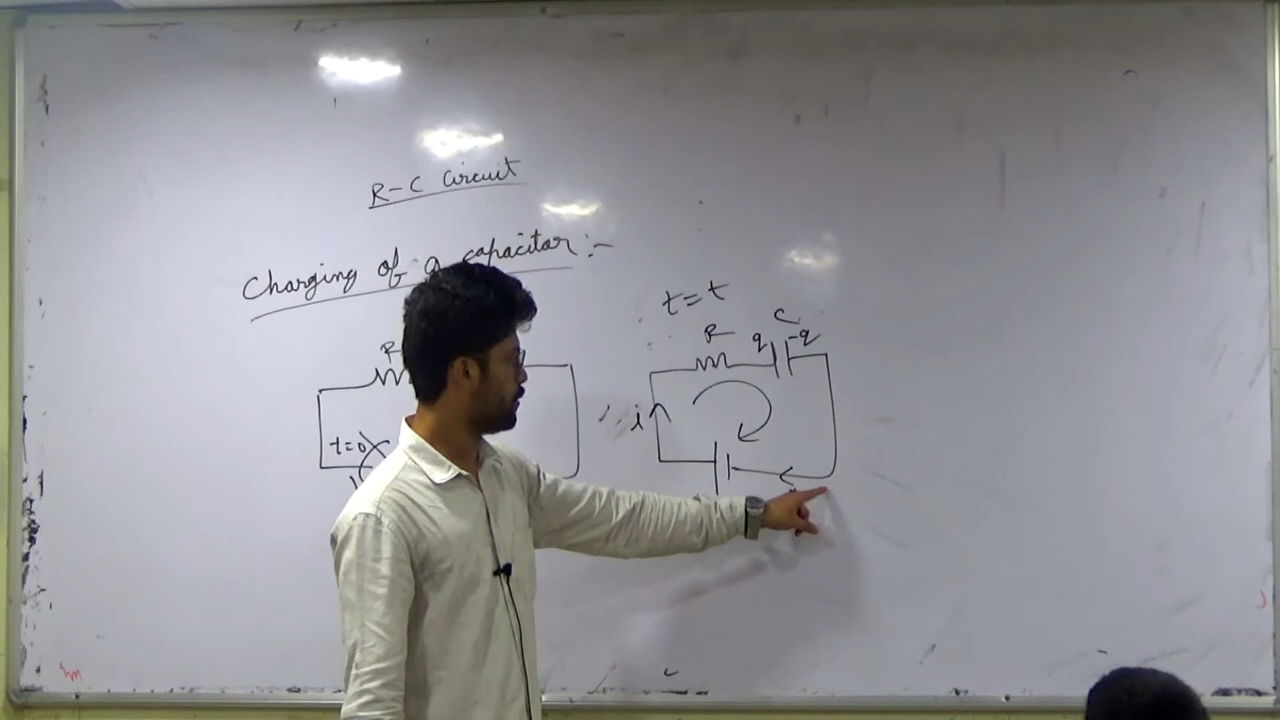 R-C Circuit
Charging of a capacitor :-
t = t
R
t=0
R
C
q
-q
i